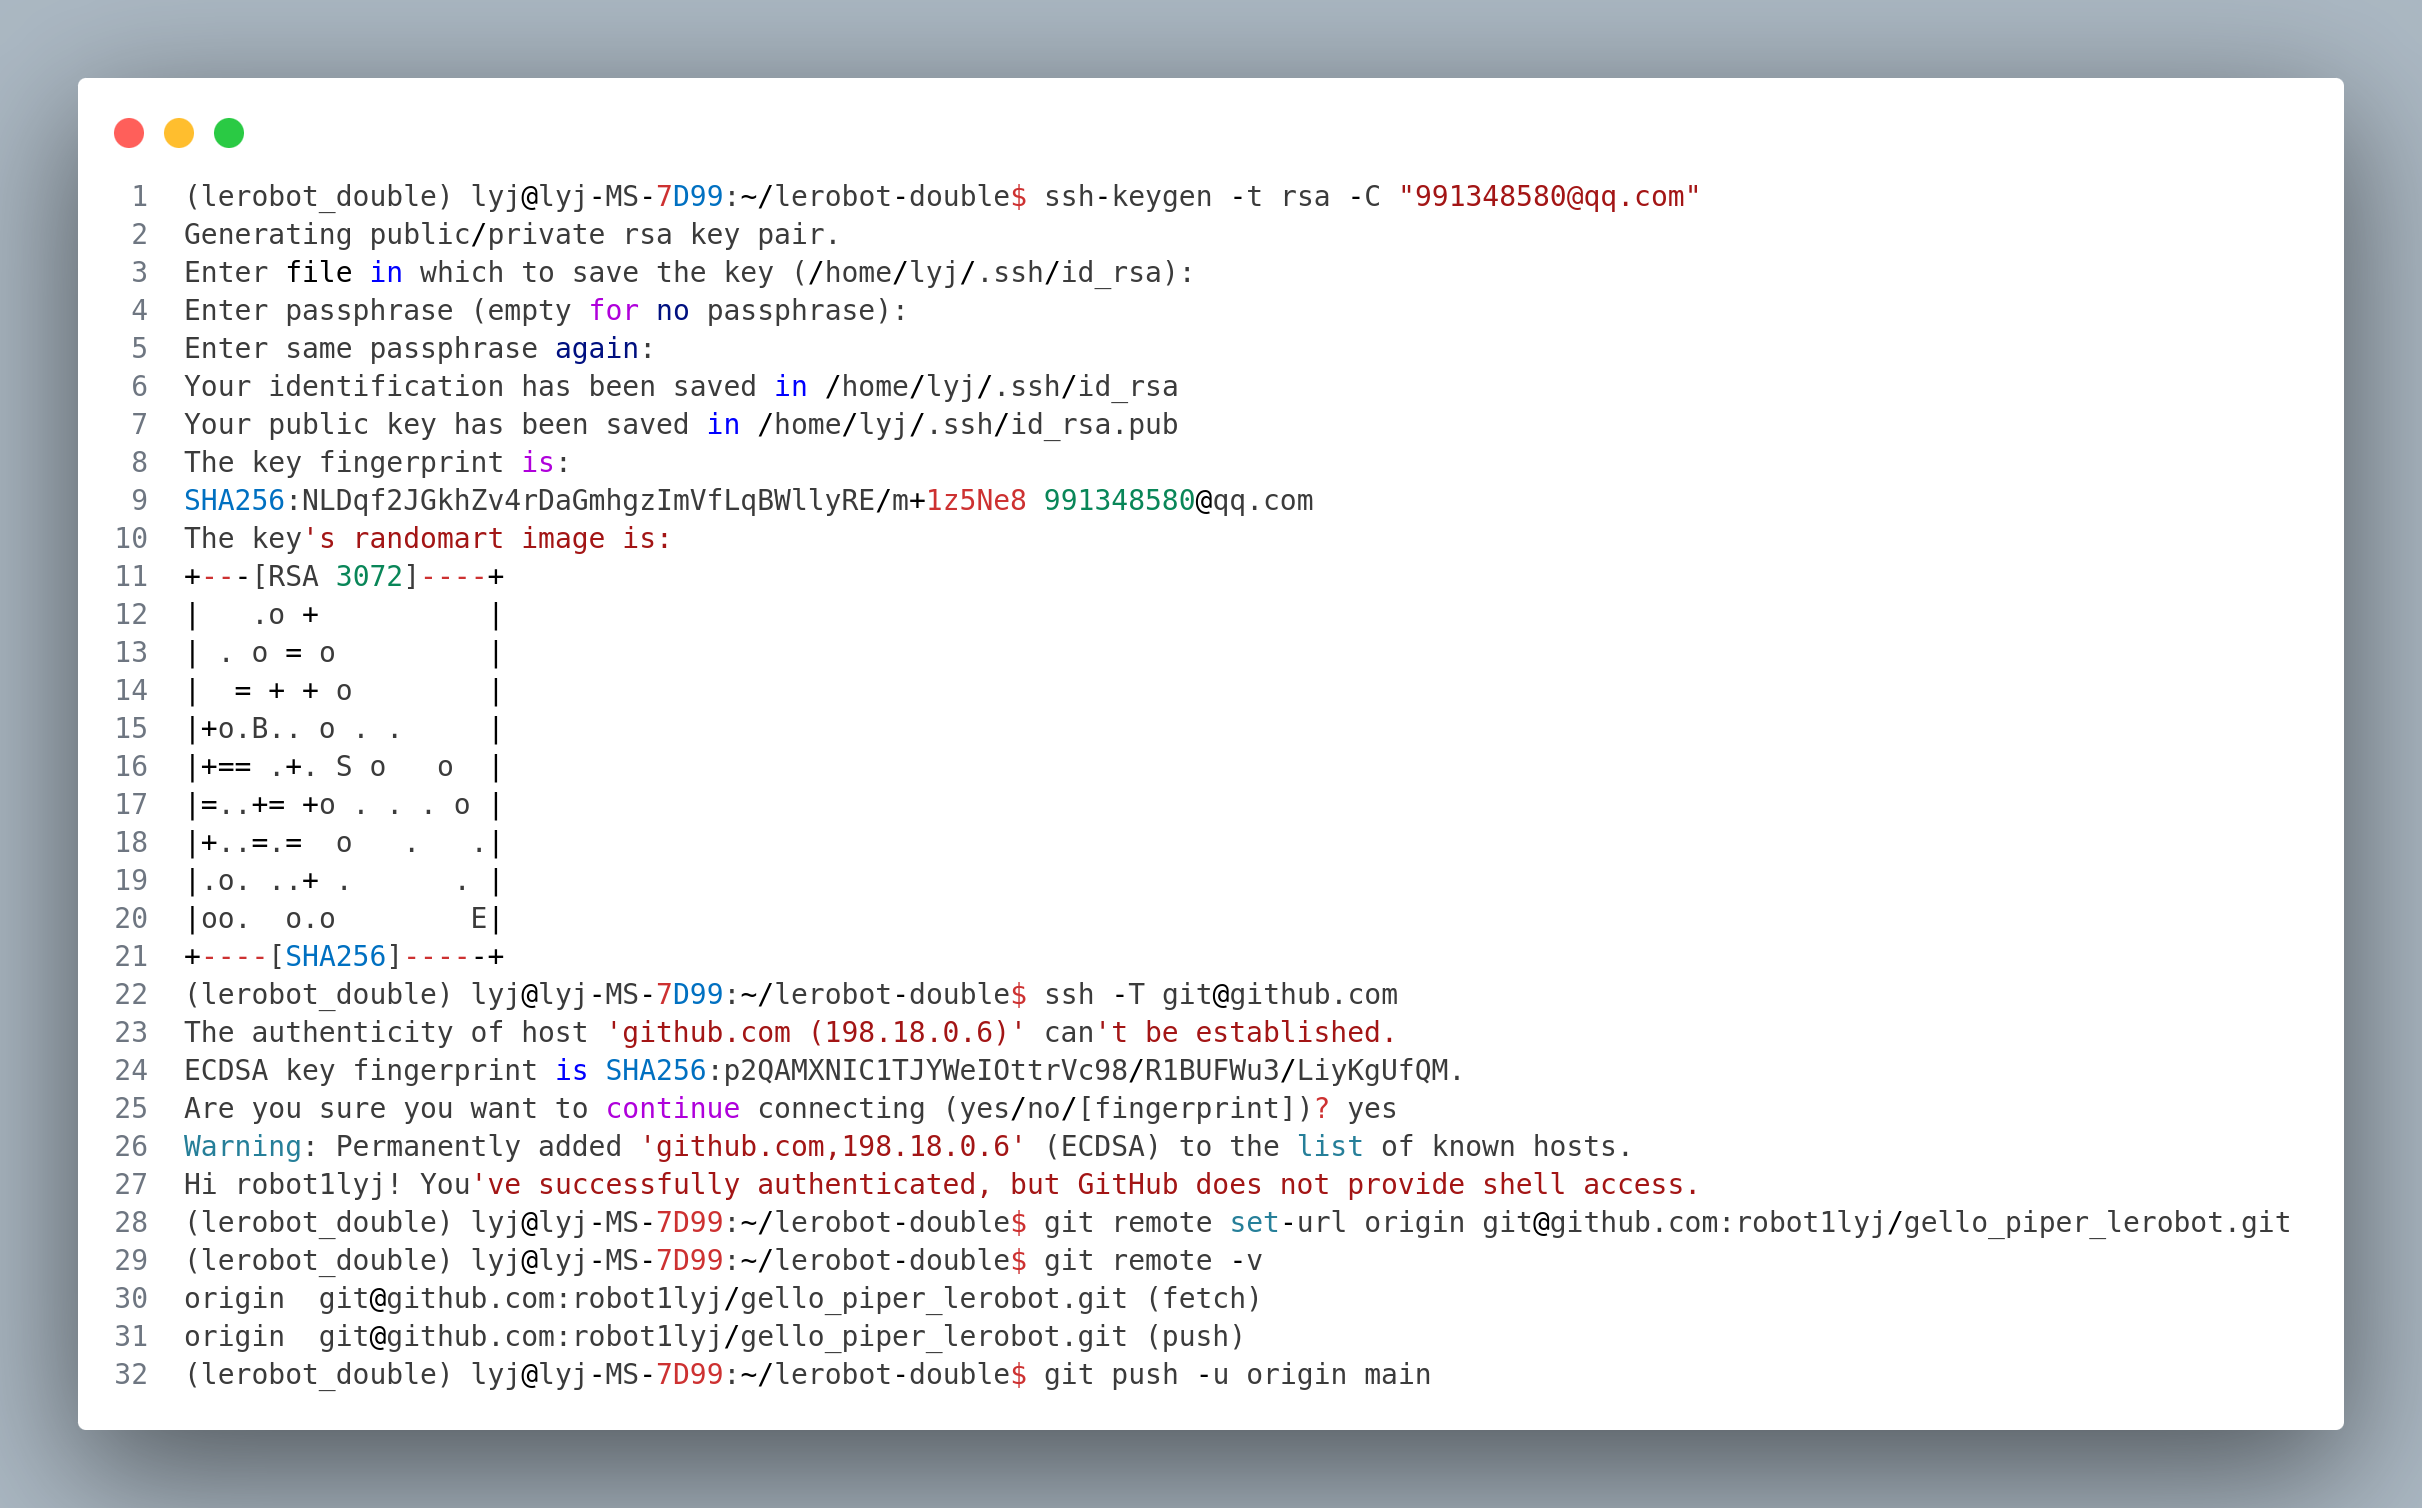 1 (lerobot_double) lyj@lyj-MS-7D99:~/lerobot-double$ ssh-keygen -t rsa -C "991348580@qq.com"
2 Generating public/private rsa key pair.
3 Enter file in which to save the key (/home/lyj/.ssh/id_rsa):
4 Enter passphrase (empty for no passphrase):
5 Enter same passphrase again:
6 Your identification has been saved in /home/lyj/.ssh/id_rsa
7 Your public key has been saved in /home/lyj/.ssh/id_rsa.pub
8 The key fingerprint is:
9 SHA256:NLDqf2JGkhZv4rDaGmhgzImVfLqBWllyRE/m+1z5Ne8 991348580@qq.com
10 The key's randomart image is:
11 +---[RSA 3072]----+
12 |   .o +          |
13 | . o = o         |
14 |  = + + o        |
15 |+o.B.. o . .     |
16 |+== .+. S o   o  |
17 |=..+= +o . . . o |
18 |+..=.=  o   .   .|
19 |.o. ..+ .      . |
20 |oo.  o.o        E|
21 +----[SHA256]-----+
22 (lerobot_double) lyj@lyj-MS-7D99:~/lerobot-double$ ssh -T git@github.com
23 The authenticity of host 'github.com (198.18.0.6)' can't be established.
24 ECDSA key fingerprint is SHA256:p2QAMXNIC1TJYWeIOttrVc98/R1BUFWu3/LiyKgUfQM.
25 Are you sure you want to continue connecting (yes/no/[fingerprint])? yes
26 Warning: Permanently added 'github.com,198.18.0.6' (ECDSA) to the list of known hosts.
27 Hi robot1lyj! You've successfully authenticated, but GitHub does not provide shell access.
28 (lerobot_double) lyj@lyj-MS-7D99:~/lerobot-double$ git remote set-url origin git@github.com:robot1lyj/gello_piper_lerobot.git
29 (lerobot_double) lyj@lyj-MS-7D99:~/lerobot-double$ git remote -v
30 origin  git@github.com:robot1lyj/gello_piper_lerobot.git (fetch)
31 origin  git@github.com:robot1lyj/gello_piper_lerobot.git (push)
32 (lerobot_double) lyj@lyj-MS-7D99:~/lerobot-double$ git push -u origin main